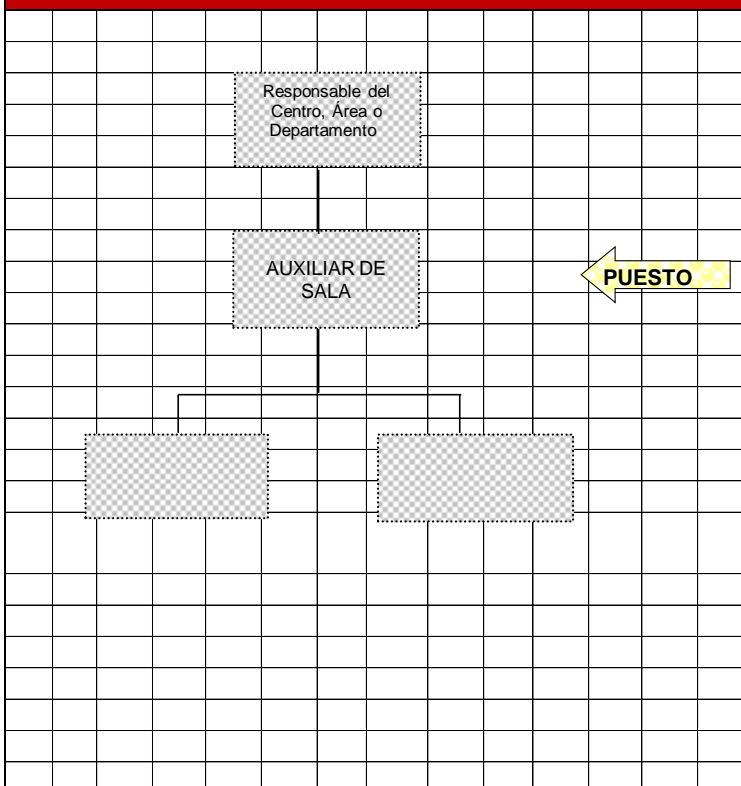 Responsable del
Centro, Área o
Departamento
AUXILIAR DE
SALA
PUESTO